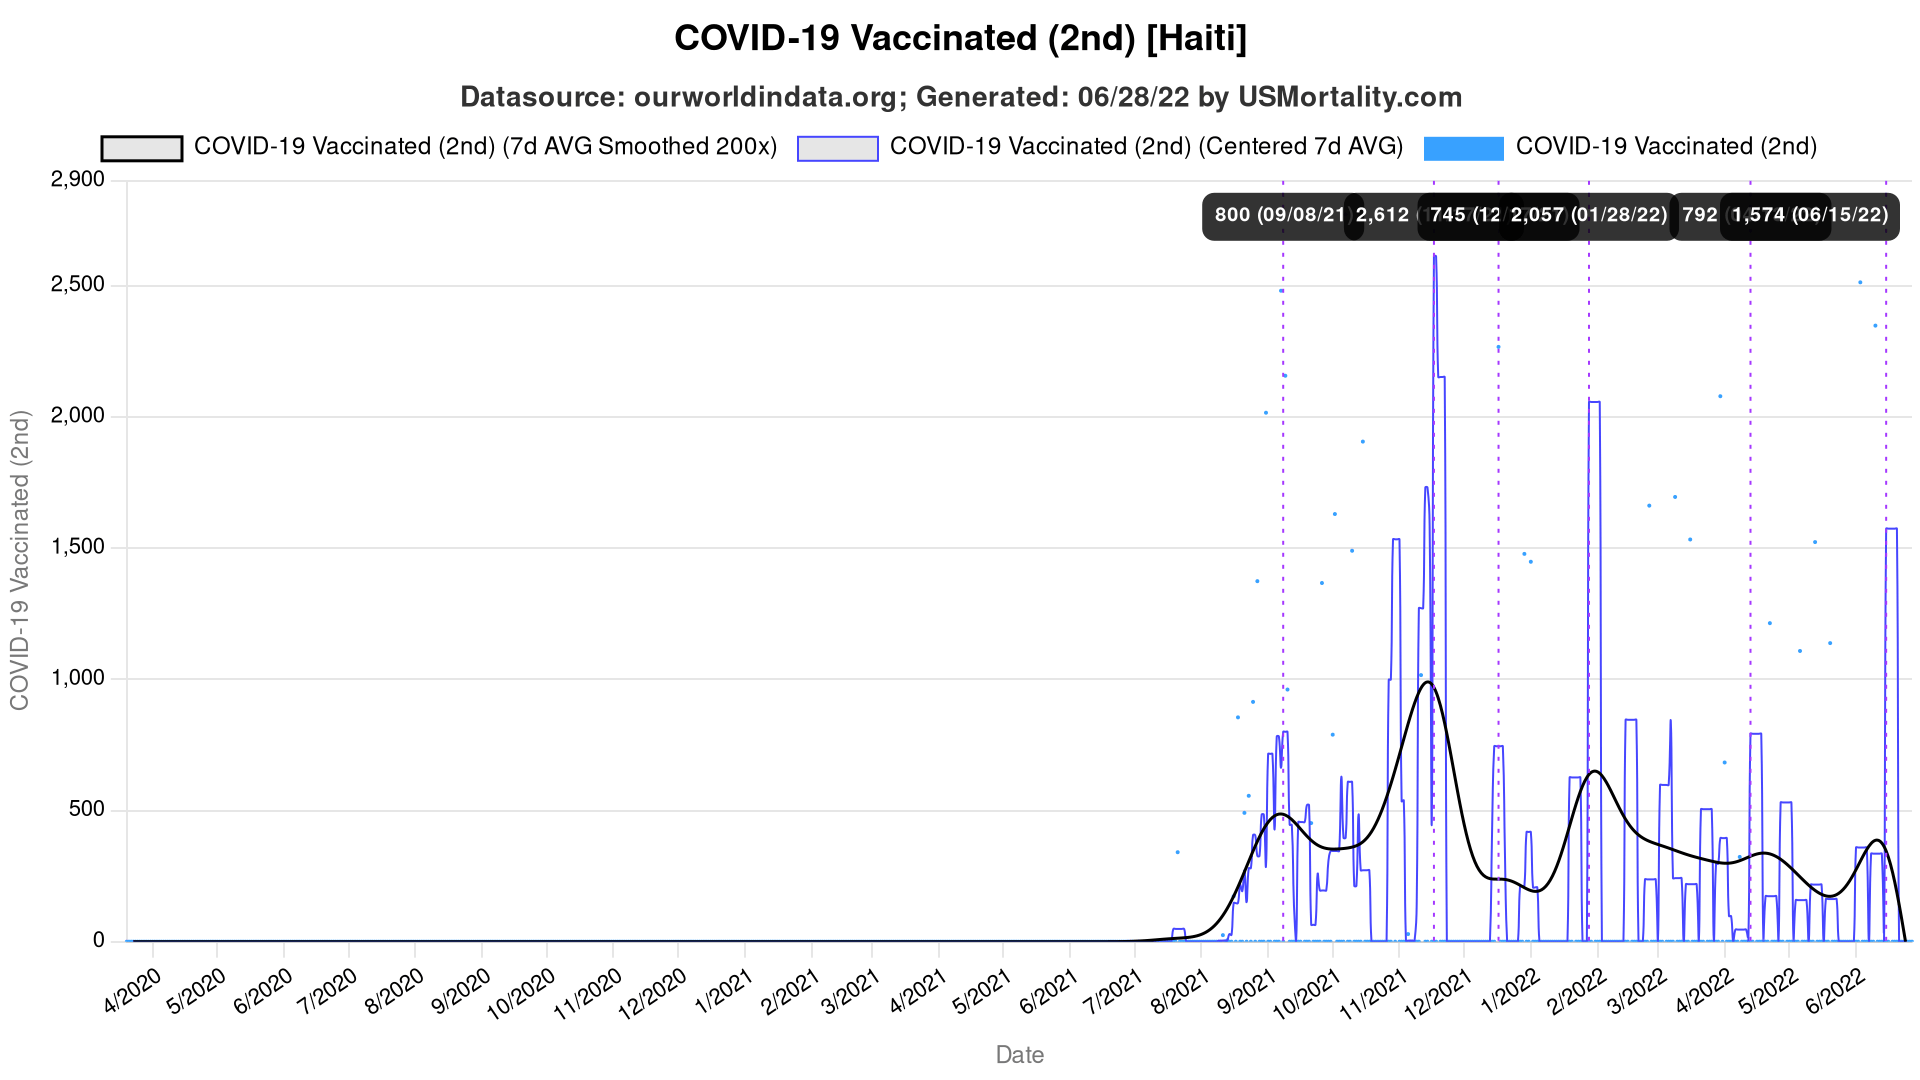 COVID-19 Vaccinated (2nd) [Haiti]
Datasource: ourworldindata.org; Generated: 06/28/22 by USMortality.com
COVID-19 Vaccinated (2nd) (7d AVG Smoothed 200x) COVID-19 Vaccinated (2nd) (Centered 7d AVG) COVID-19 Vaccinated (2nd)
800 (09/08/21) 2,612 745 (12/ 2,057 (01/28/22) 792 1,574 (06/15/22)
2,900
2,500
2,000
1,500
1,000
500
0
COVID-19 Vaccinated (2nd)
4/2020 5/2020 6/2020 7/2020 8/2020 9/2020 10/2020 11/2020 12/2020 1/2021 2/2021 3/2021 4/2021 5/2021 6/2021 7/2021 8/2021 9/2021 10/2021 11/2021 12/2021 1/2022 2/2022 3/2022 4/2022 5/2022 6/2022
Date